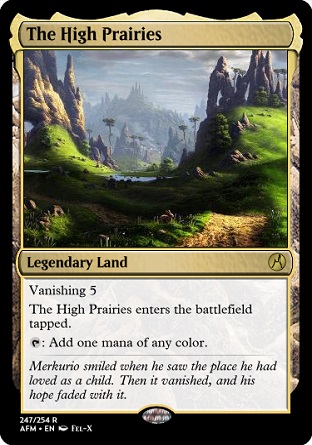 The High Prairies
Legendary Land
Vanishing 5
The High Prairies enters the battlefield
tapped.
: Add one mana of any color.
Merkurio smiled when he saw the place he had
loved as a child. Then it vanished, and his
hope faded with it.
247/254 R
AFM • EN Fel-X